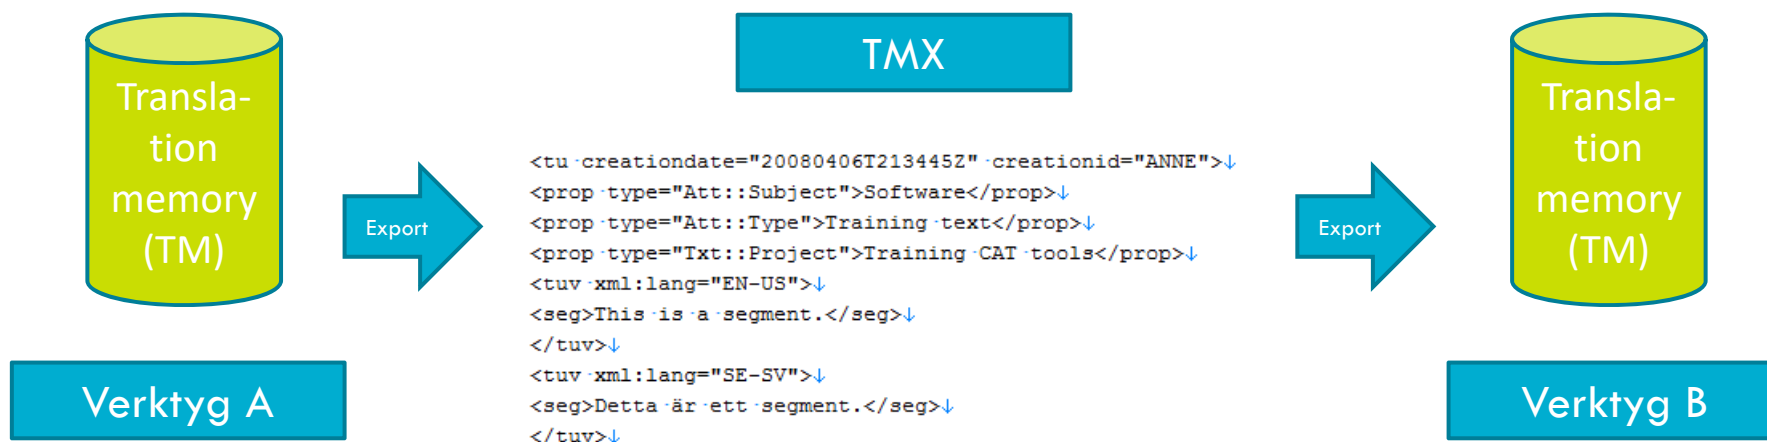 Transla-
tion
memory
(TM)
Verktyg A
Export
TMX
<tu creationdate="20080406T213445Z" creationid="ANNE">↓
<prop type="Att::Subject">Software</prop>↓
<prop type="Att::Type">Training text</prop>↓
<prop type="Txt::Project">Training CAT tools</prop>↓
<tuv xml:lang="EN-US">↓
<seg>This is a segment.</seg>↓
</tuv>↓
<tuv xml:lang="SE-SV">↓
<seg>Detta är ett segment.</seg>↓
</tuv>↓
Export
Transla-
tion
memory
(TM)
Verktyg B